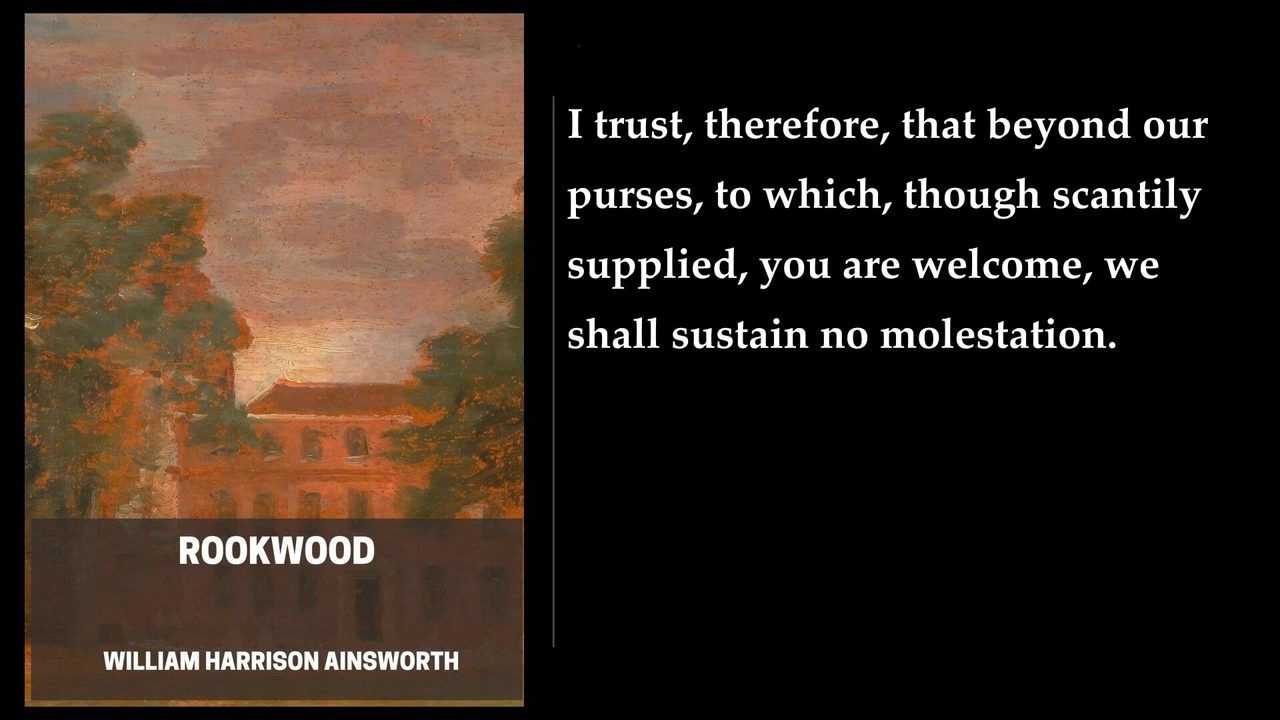 ROOKWOOD
WILLIAM HARRISON AINSWORTH
I trust, therefore, that beyond our
purses, to which, though scantily
supplied, you are welcome, we
shall sustain no molestation.